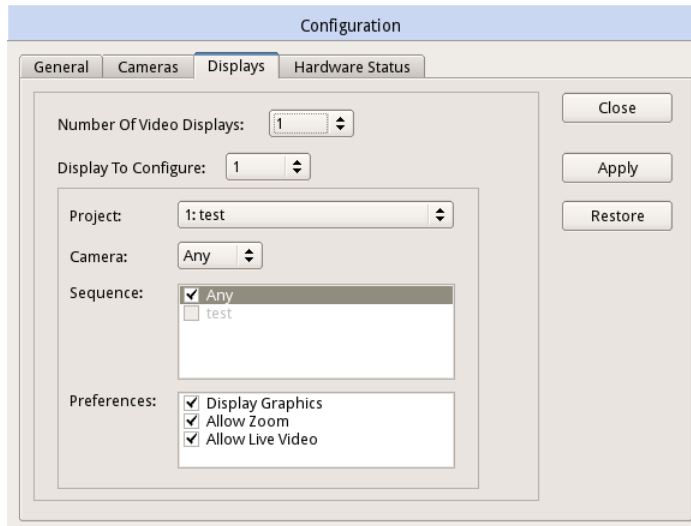 Configuration
General Cameras Displays Hardware Status
Number Of Video Displays: 1
Close
Display To Configure: 1
Apply
Project: 1: test
Restore
Camera: Any
Sequence: Any
test
Preferences: Display Graphics
Allow Zoom
Allow Live Video